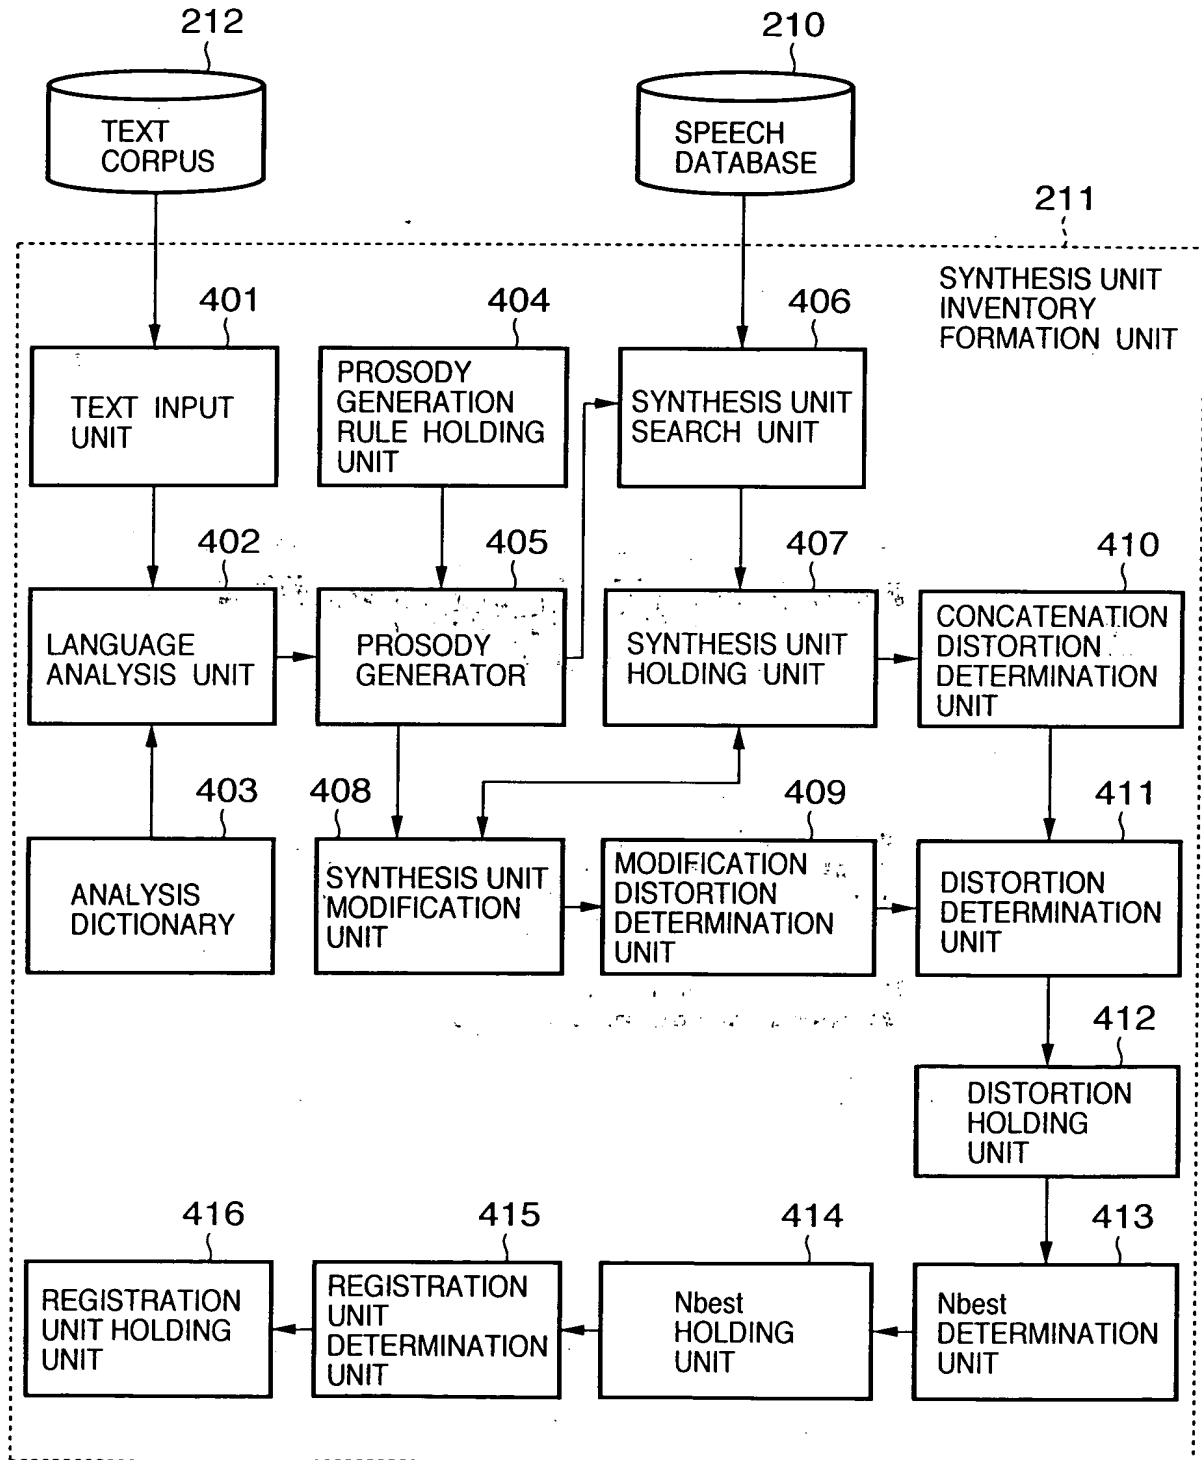 212
TEXT
CORPUS
210
SPEECH
DATABASE
211
SYNTHESIS UNIT
INVENTORY
FORMATION UNIT
401
TEXT INPUT
UNIT
404
PROSODY
GENERATION
RULE HOLDING
UNIT
406
SYNTHESIS UNIT
SEARCH UNIT
402
LANGUAGE
ANALYSIS UNIT
405
PROSODY
GENERATOR
407
SYNTHESIS UNIT
HOLDING UNIT
410
CONCATENATION
DISTORTION
DETERMINATION
UNIT
403
ANALYSIS
DICTIONARY
408
SYNTHESIS UNIT
MODIFICATION
UNIT
409
MODIFICATION
DISTORTION
DETERMINATION
UNIT
411
DISTORTION
DETERMINATION
UNIT
412
DISTORTION
HOLDING
UNIT
416
REGISTRATION
UNIT HOLDING
UNIT
415
REGISTRATION
UNIT
DETERMINATION
UNIT
414
Nbest
HOLDING
UNIT
413
Nbest
DETERMINATION
UNIT